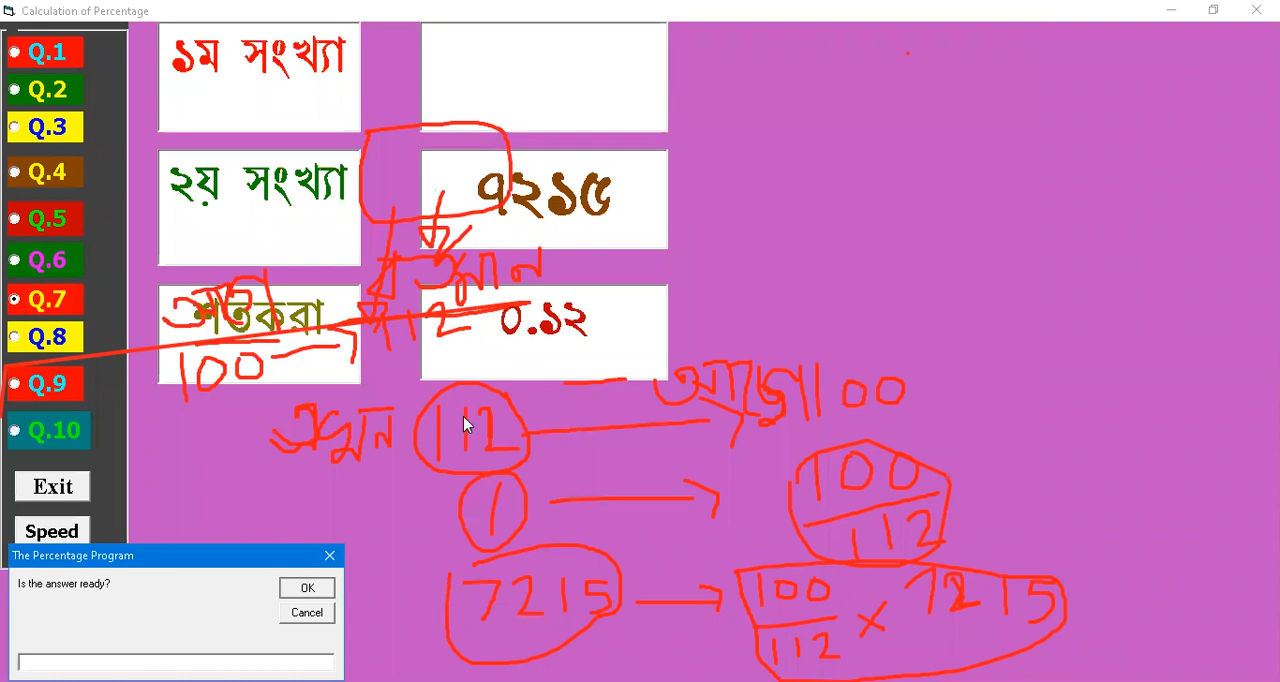 Calculation of Percentage
Q.1
Q.2
Q.3
Q.4
Q.5
Q.6
Q.7
Q.8
Q.9
Q.10
Exit
Speed
১ম সংখ্যা
২য় সংখ্যা
৭২১৫
শতকরা
০.১২
বর্তমান
112
100
এখন 112
আগে 100
1
100
112
7215
100
112 × 7215
The Percentage Program
Is the answer ready?
OK
Cancel